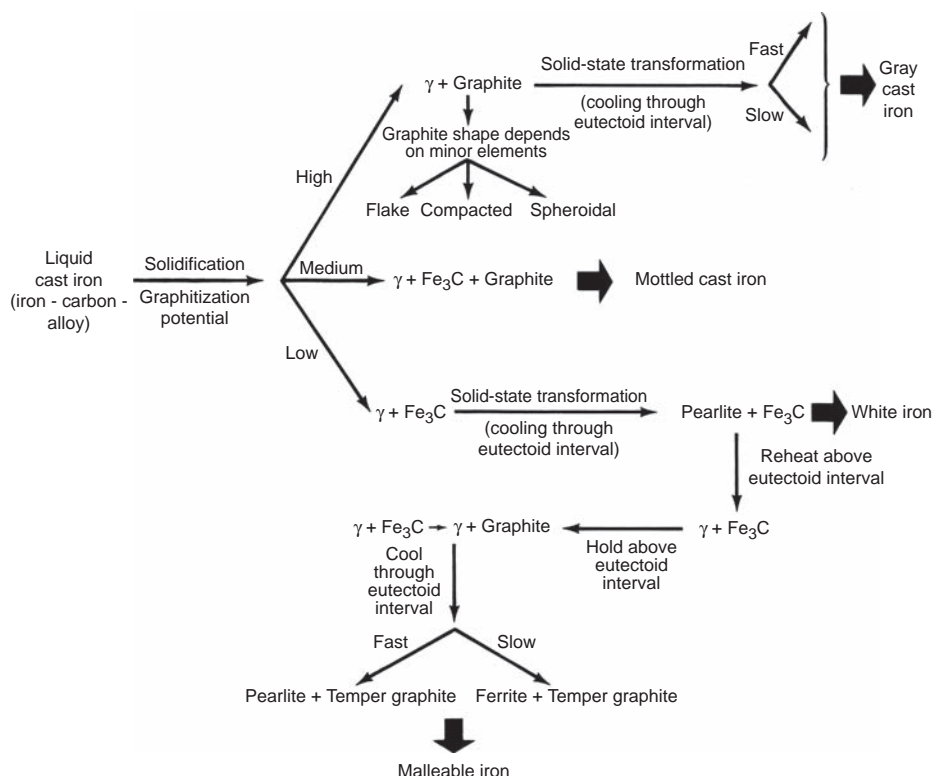 Fast
Solid-state transformation
γ + Graphite
(cooling through
eutectoid interval)
Slow
Gray
cast
iron
Graphite shape depends
on minor elements
High
Flake Compacted Spheroidal
Liquid
cast iron
(iron - carbon -
alloy)
Solidification
Graphitization
potential
Medium
γ + Fe₃C + Graphite
Mottled cast iron
Low
γ + Fe₃C
Solid-state transformation
(cooling through
eutectoid interval)
Pearlite + Fe₃C
White iron
Reheat above
eutectoid interval
γ + Fe₃C
Hold above
eutectoid
interval
γ + Fe₃C → γ + Graphite
Cool
through
eutectoid
interval
Fast
Slow
Pearlite + Temper graphite
Ferrite + Temper graphite
Malleable iron